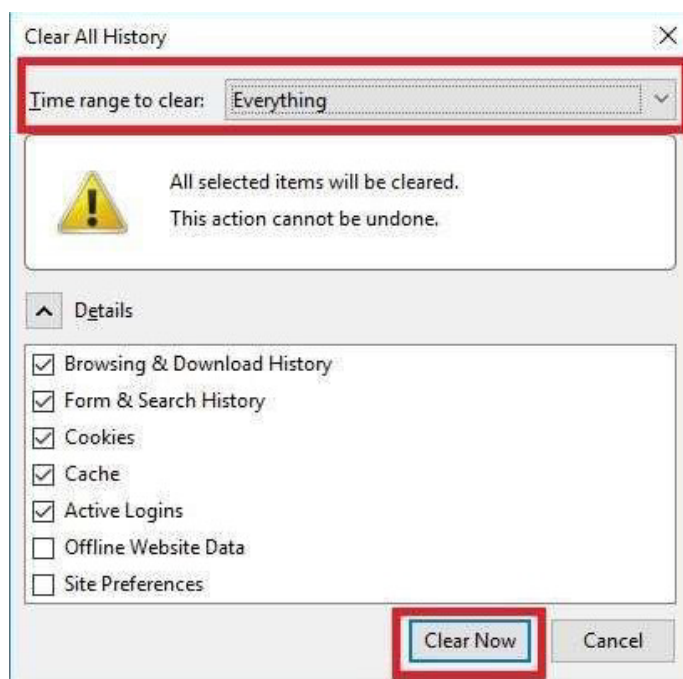 Clear All History
Time range to clear: Everything
All selected items will be cleared.
This action cannot be undone.
Details
Browsing & Download History
Form & Search History
Cookies
Cache
Active Logins
Offline Website Data
Site Preferences
Clear Now Cancel